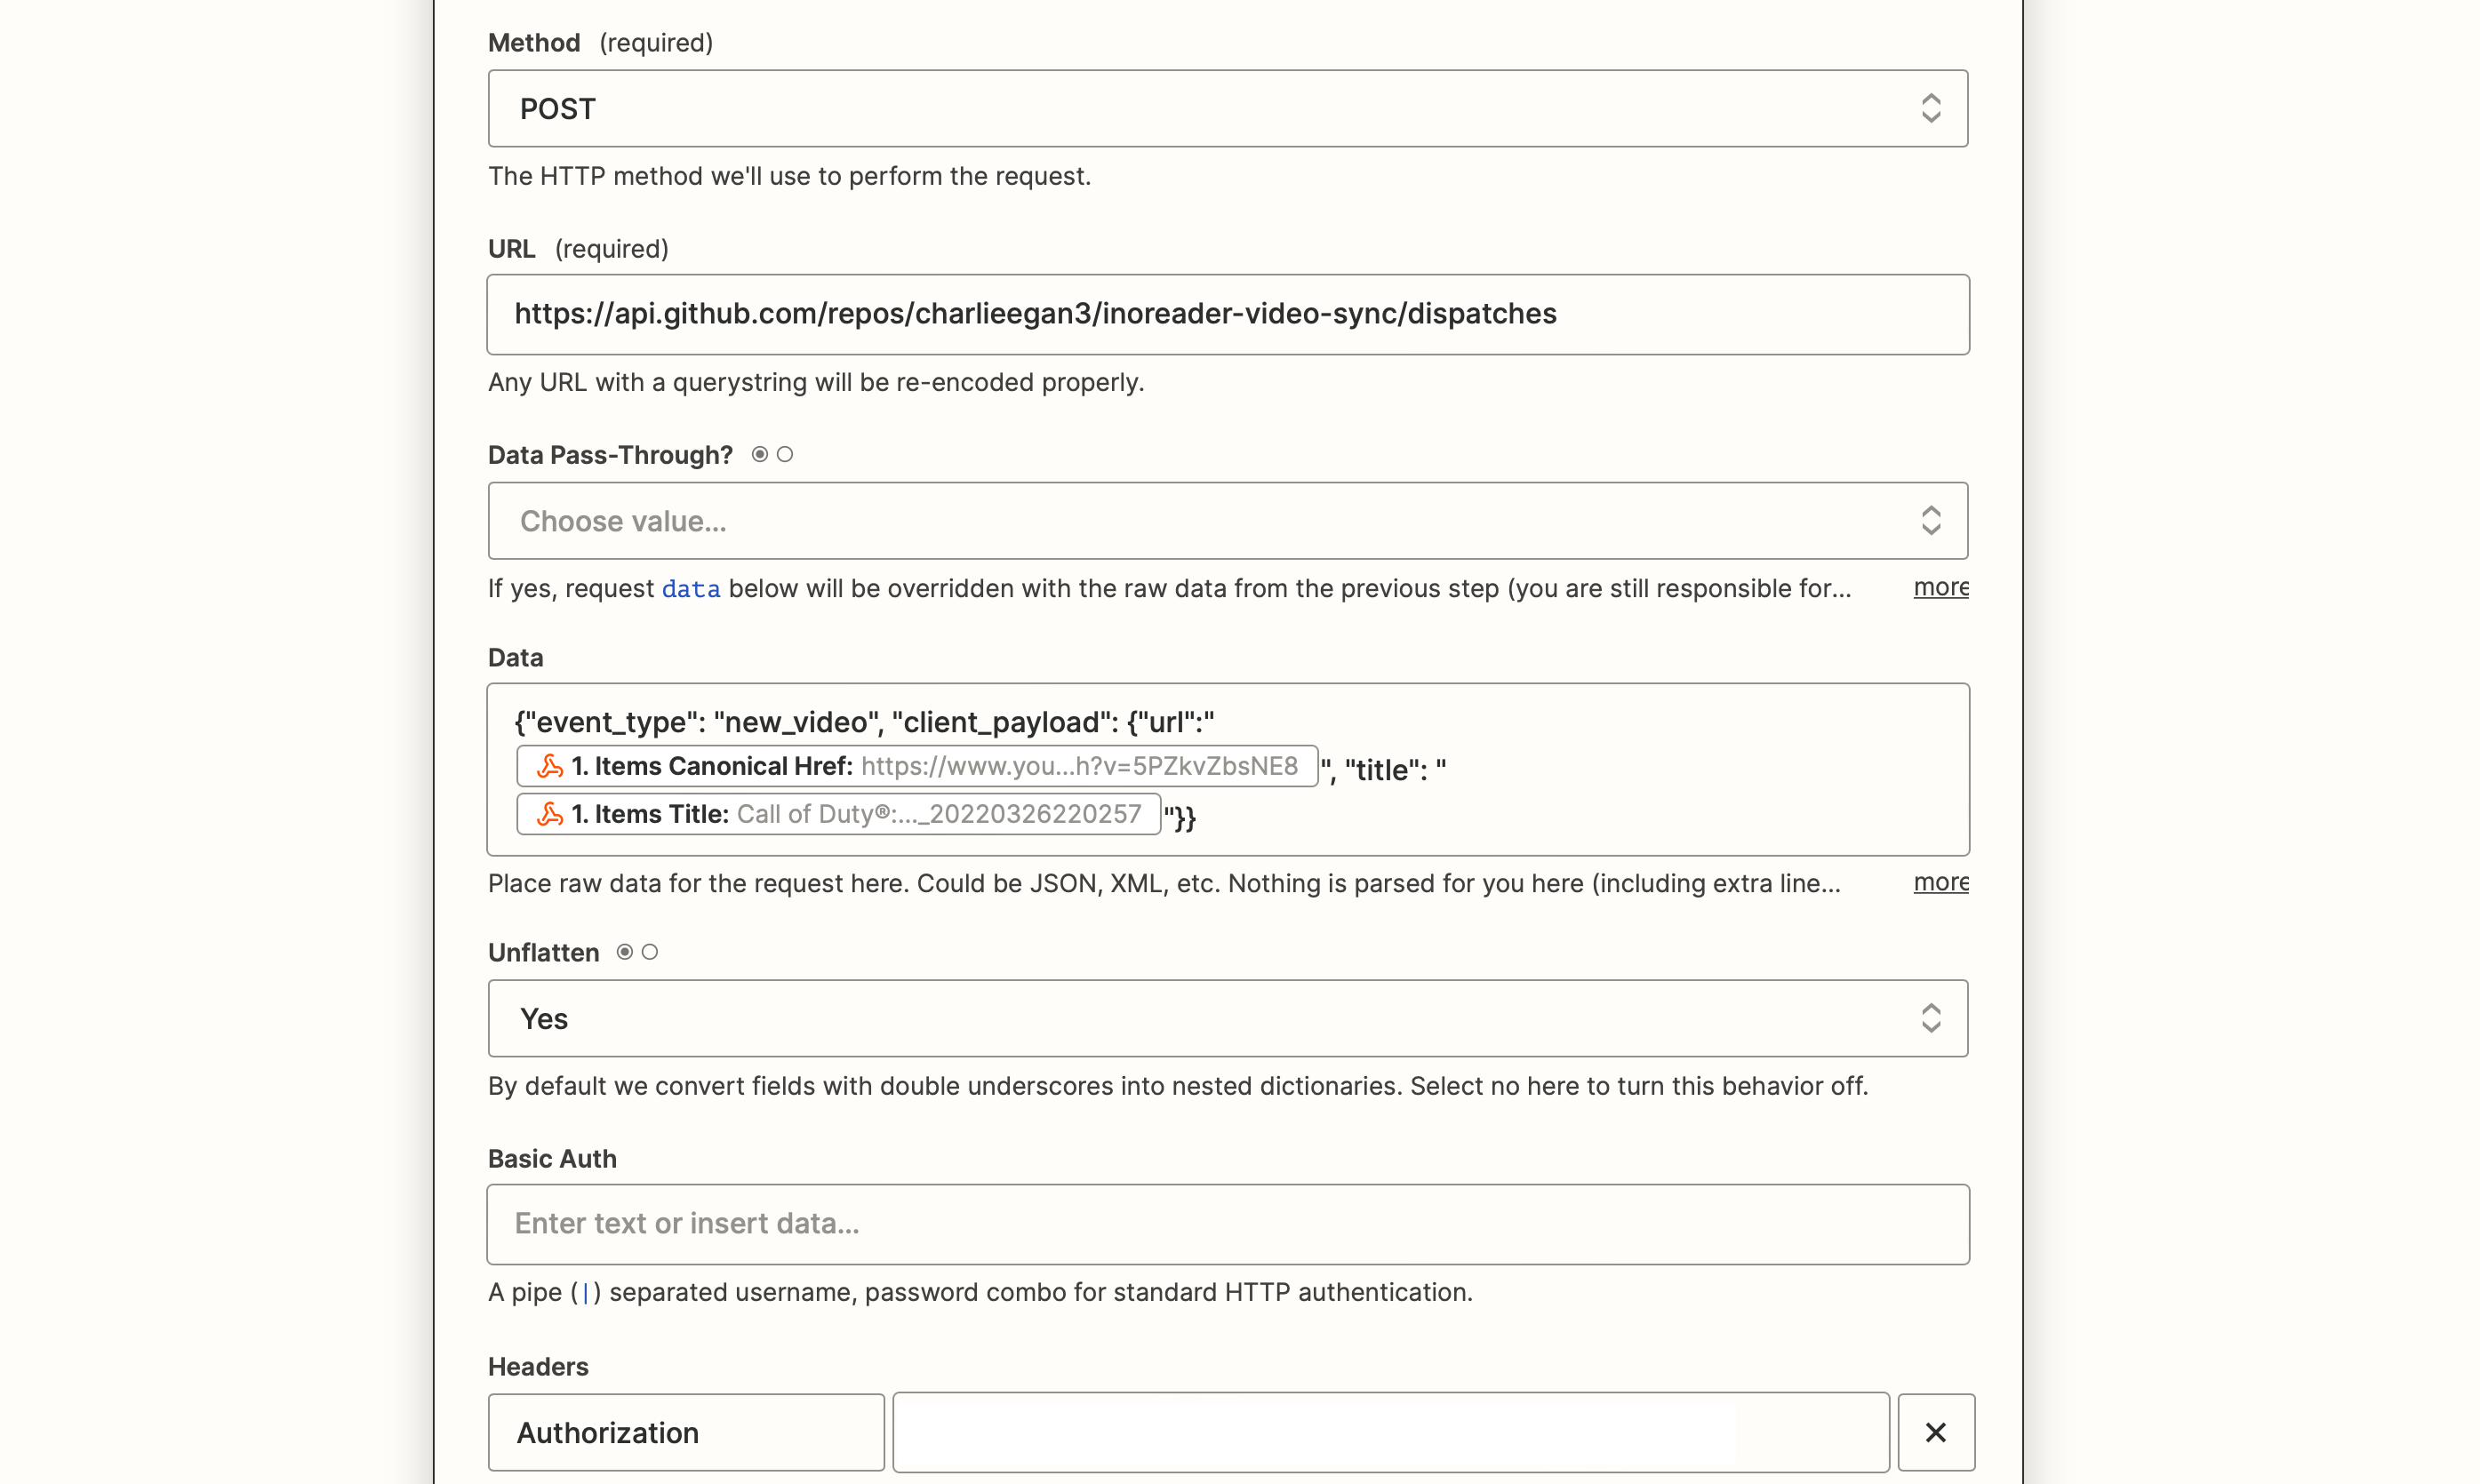 Method (required)
POST
The HTTP method we'll use to perform the request.
URL (required)
https://api.github.com/repos/charlieegan3/inoreader-video-sync/dispatches
Any URL with a querystring will be re-encoded properly.
Data Pass-Through?
Choose value...
If yes, request data below will be overridden with the raw data from the previous step (you are still responsible for... more
Data
{"event_type": "new_video", "client_payload": {"url":"
1. Items Canonical Href: https://www.you...h?v=5PZkvZbsNE8 ", "title": "
1. Items Title: Call of Duty®:..._20220326220257 "}}
Place raw data for the request here. Could be JSON, XML, etc. Nothing is parsed for you here (including extra line... more
Unflatten
Yes
By default we convert fields with double underscores into nested dictionaries. Select no here to turn this behavior off.
Basic Auth
Enter text or insert data...
A pipe (|) separated username, password combo for standard HTTP authentication.
Headers
Authorization